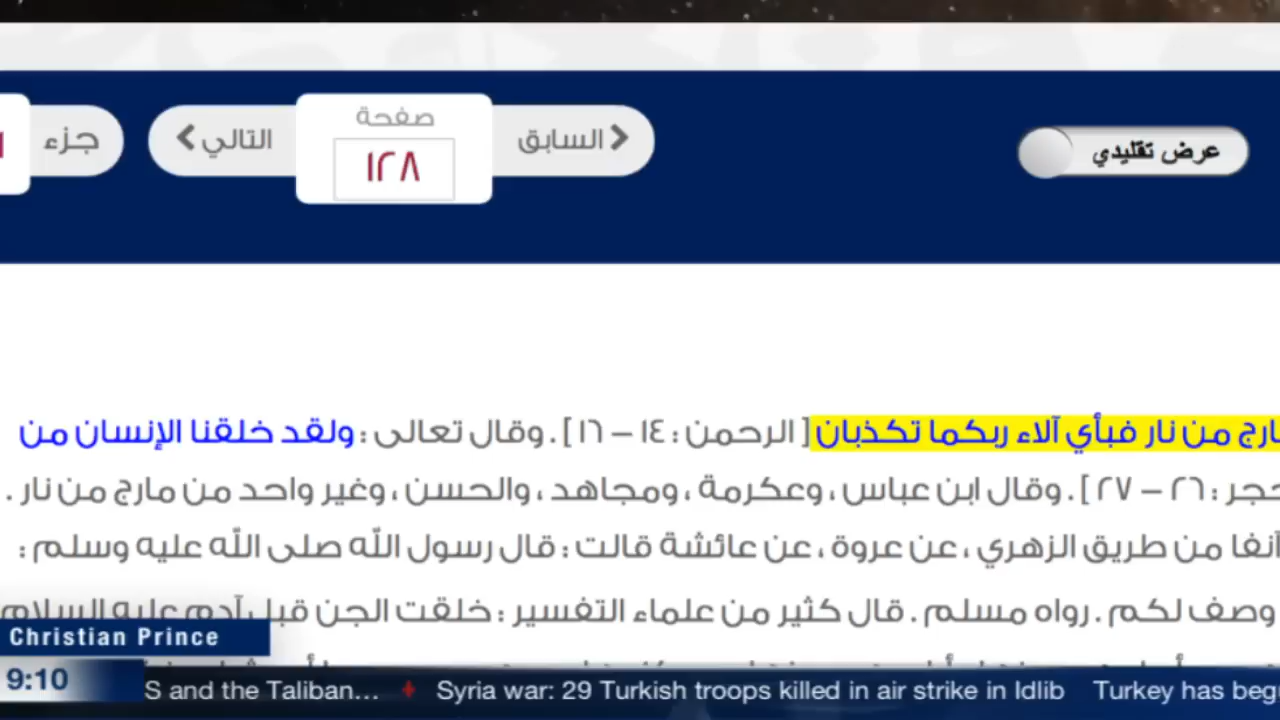 عرض تقليدي
السابق
صفحة
١٢٨
التالي
جزء
ارج من نار فبأي آلاء ربكما تكذبان [ الرحمن : ١٤ – ١٦ ] . وقال تعالى : ولقد خلقنا الإنسان من
حجر : ٢٦ – ٢٧ ] . وقال ابن عباس ، وعكرمة ، ومجاهد ، والحسن ، وغير واحد من مارج من نار .
آنفا من طريق الزهري ، عن عروة ، عن عائشة قالت : قال رسول الله صلى الله عليه وسلم :
وصف لكم . رواه مسلم . قال كثير من علماء التفسير : خلقت الجن قبل آدم عليه السلام
Christian Prince
9:10
S and the Taliban... Syria war: 29 Turkish troops killed in air strike in Idlib Turkey has begu